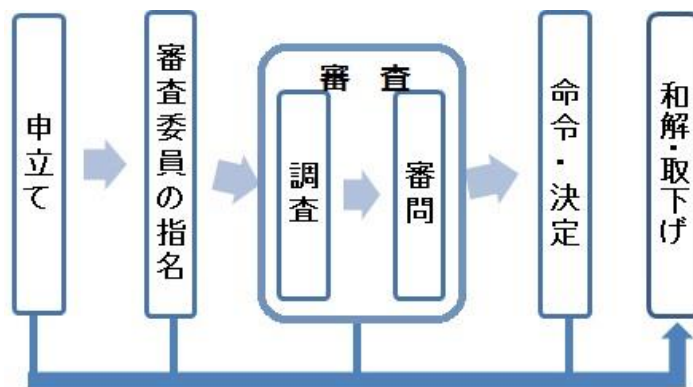 申立て
審査委員の指名
審　査
調査
審問
命令・決定
和解・取下げ